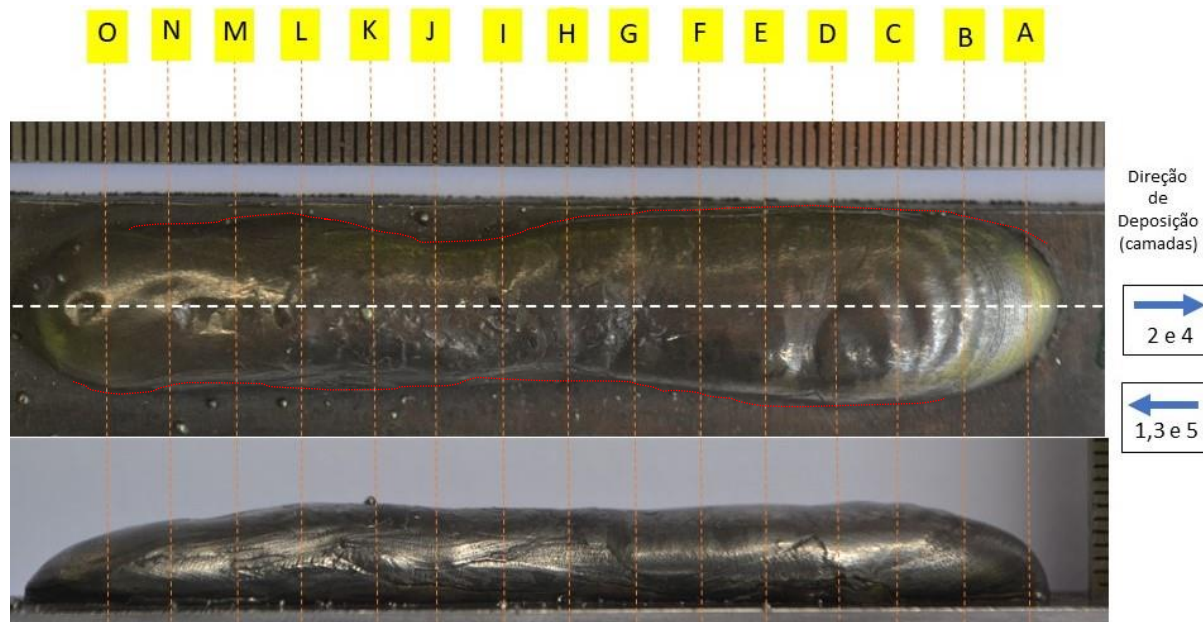 O N M L K J I H G F E D C B A
Direção
de
Deposição
(camadas)
2 e 4
1,3 e 5